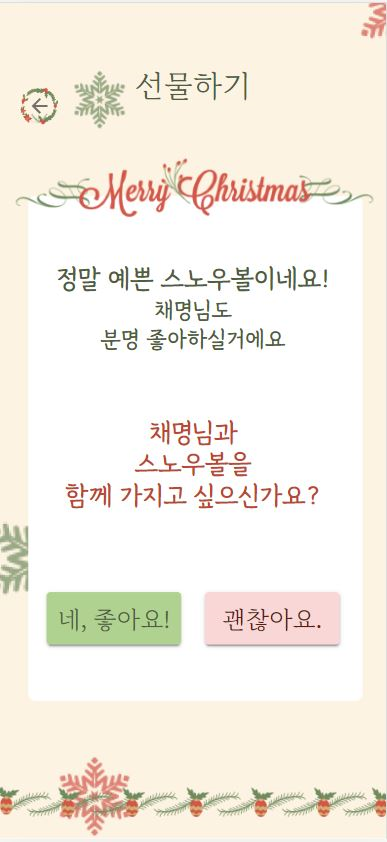 선물하기
Merry Christmas
정말 예쁜 스노우볼이네요!
채명님도
분명 좋아하실거에요
채명님과
스노우볼을
함께 가지고 싶으신가요?
네, 좋아요!
괜찮아요.